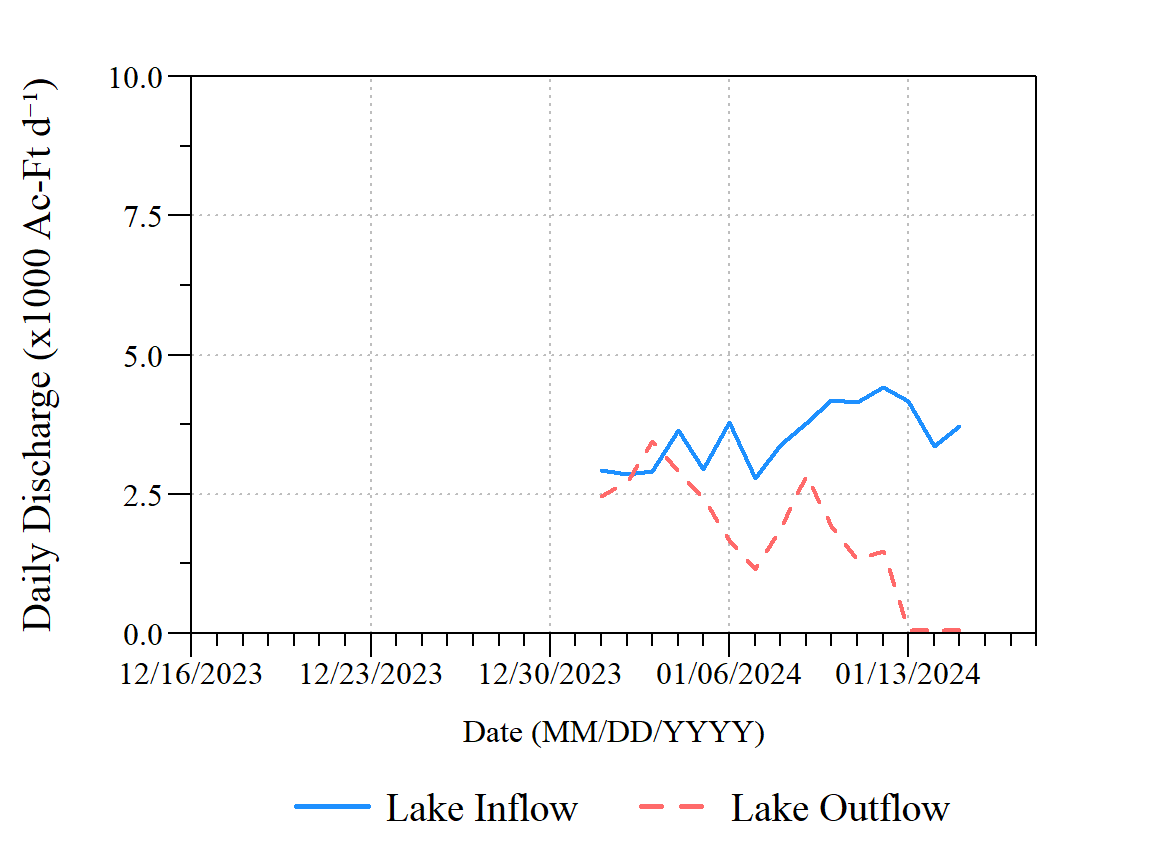 Daily Discharge (x1000 Ac-Ft d⁻¹)
10.0
7.5
5.0
2.5
0.0
12/16/2023 12/23/2023 12/30/2023 01/06/2024 01/13/2024
Date (MM/DD/YYYY)
Lake Inflow Lake Outflow